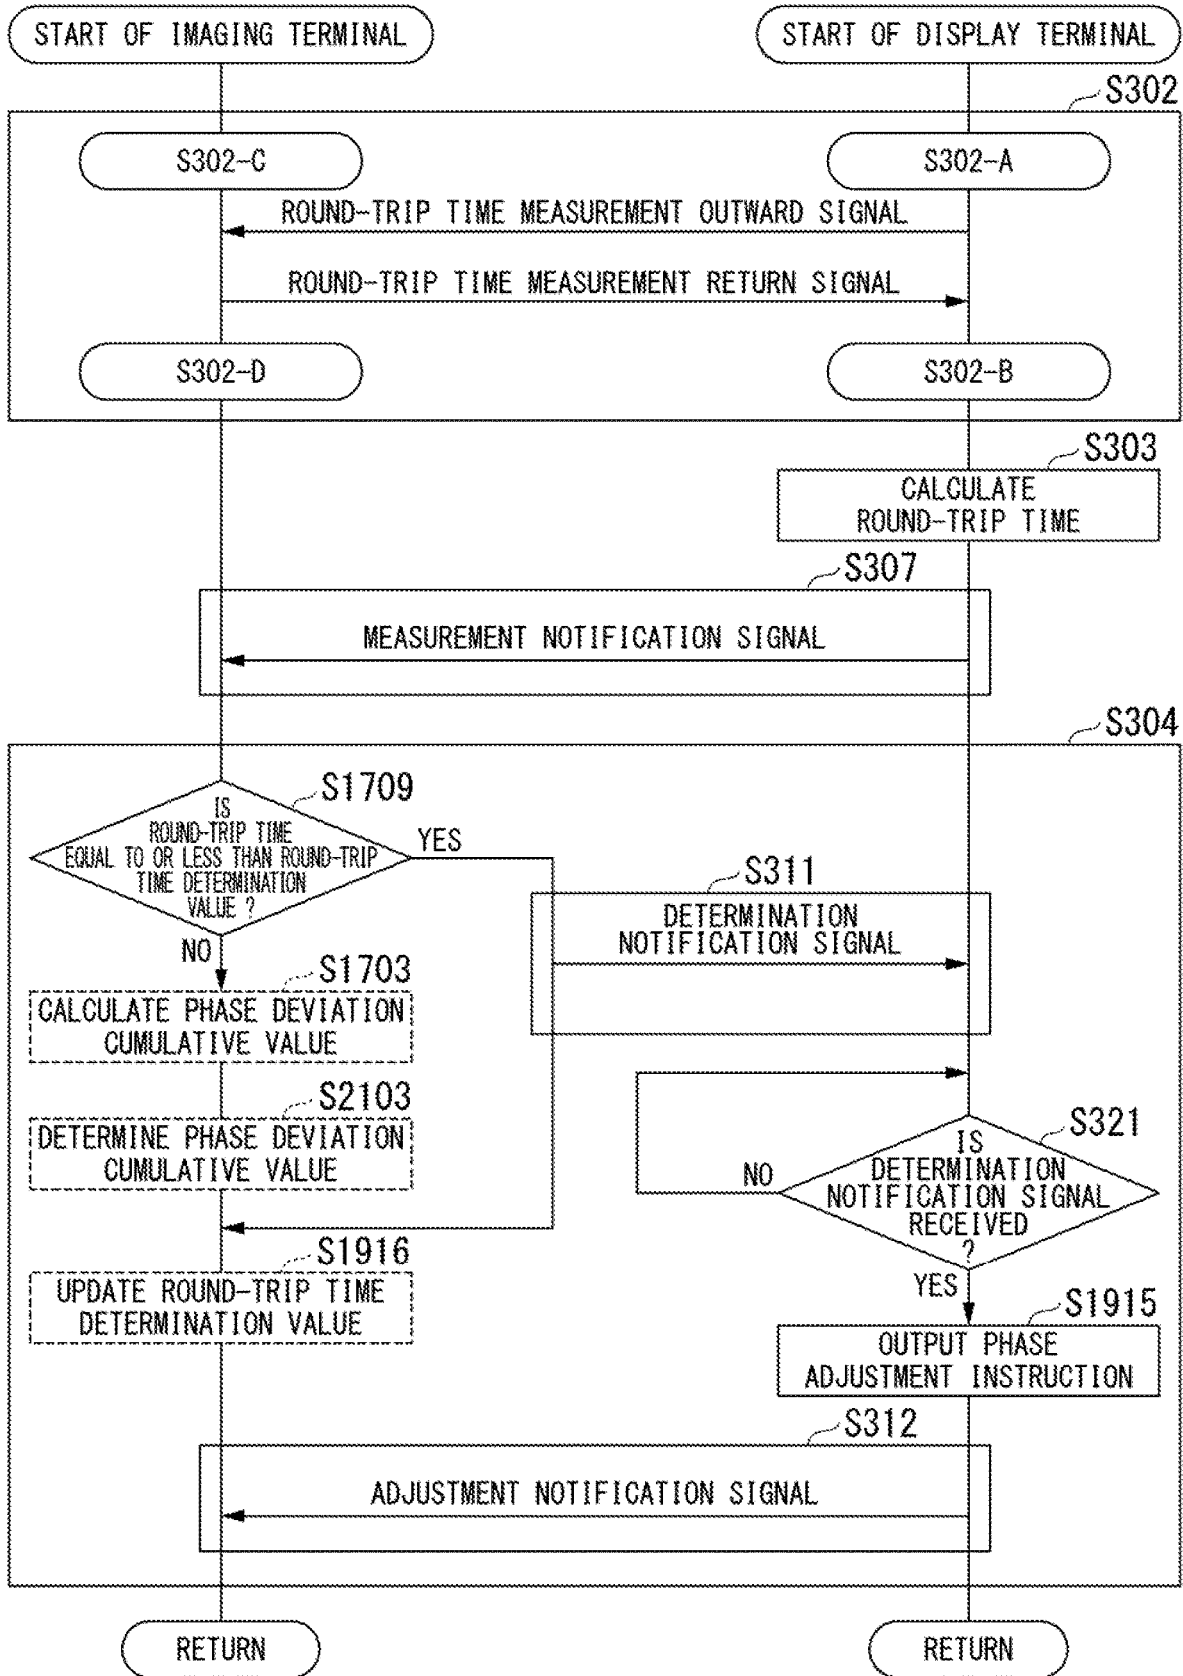 START OF IMAGING TERMINAL
START OF DISPLAY TERMINAL
S302
S302-C
S302-A
ROUND-TRIP TIME MEASUREMENT OUTWARD SIGNAL
ROUND-TRIP TIME MEASUREMENT RETURN SIGNAL
S302-D
S302-B
S303
CALCULATE
ROUND-TRIP TIME
S307
MEASUREMENT NOTIFICATION SIGNAL
S304
S1709
IS
ROUND-TRIP TIME
EQUAL TO OR LESS THAN ROUND-TRIP
TIME DETERMINATION
VALUE ?
YES
NO
S311
DETERMINATION
NOTIFICATION SIGNAL
S1703
CALCULATE PHASE DEVIATION
CUMULATIVE VALUE
S2103
DETERMINE PHASE DEVIATION
CUMULATIVE VALUE
S321
IS
DETERMINATION
NOTIFICATION SIGNAL
RECEIVED
?
NO
YES
S1916
UPDATE ROUND-TRIP TIME
DETERMINATION VALUE
S1915
OUTPUT PHASE
ADJUSTMENT INSTRUCTION
S312
ADJUSTMENT NOTIFICATION SIGNAL
RETURN
RETURN